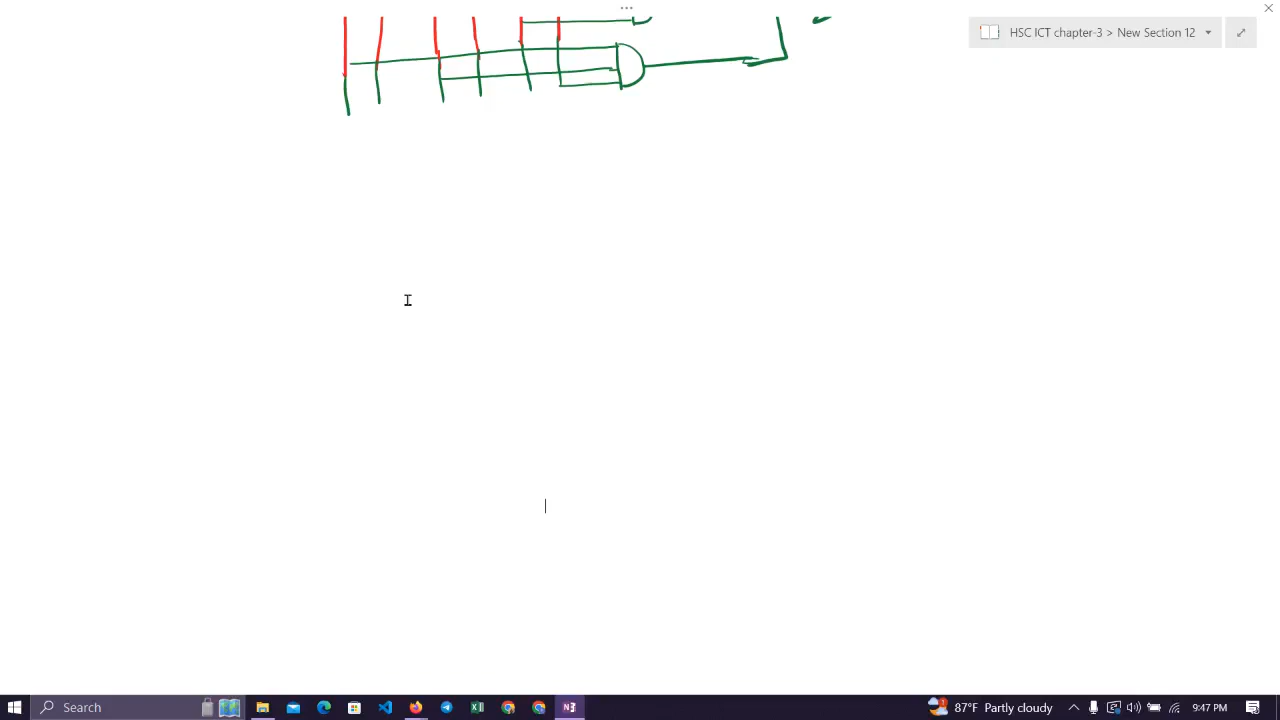 HSC ICT chapter-3 > New Section 12
Search
87°F Partly cloudy
9:47 PM